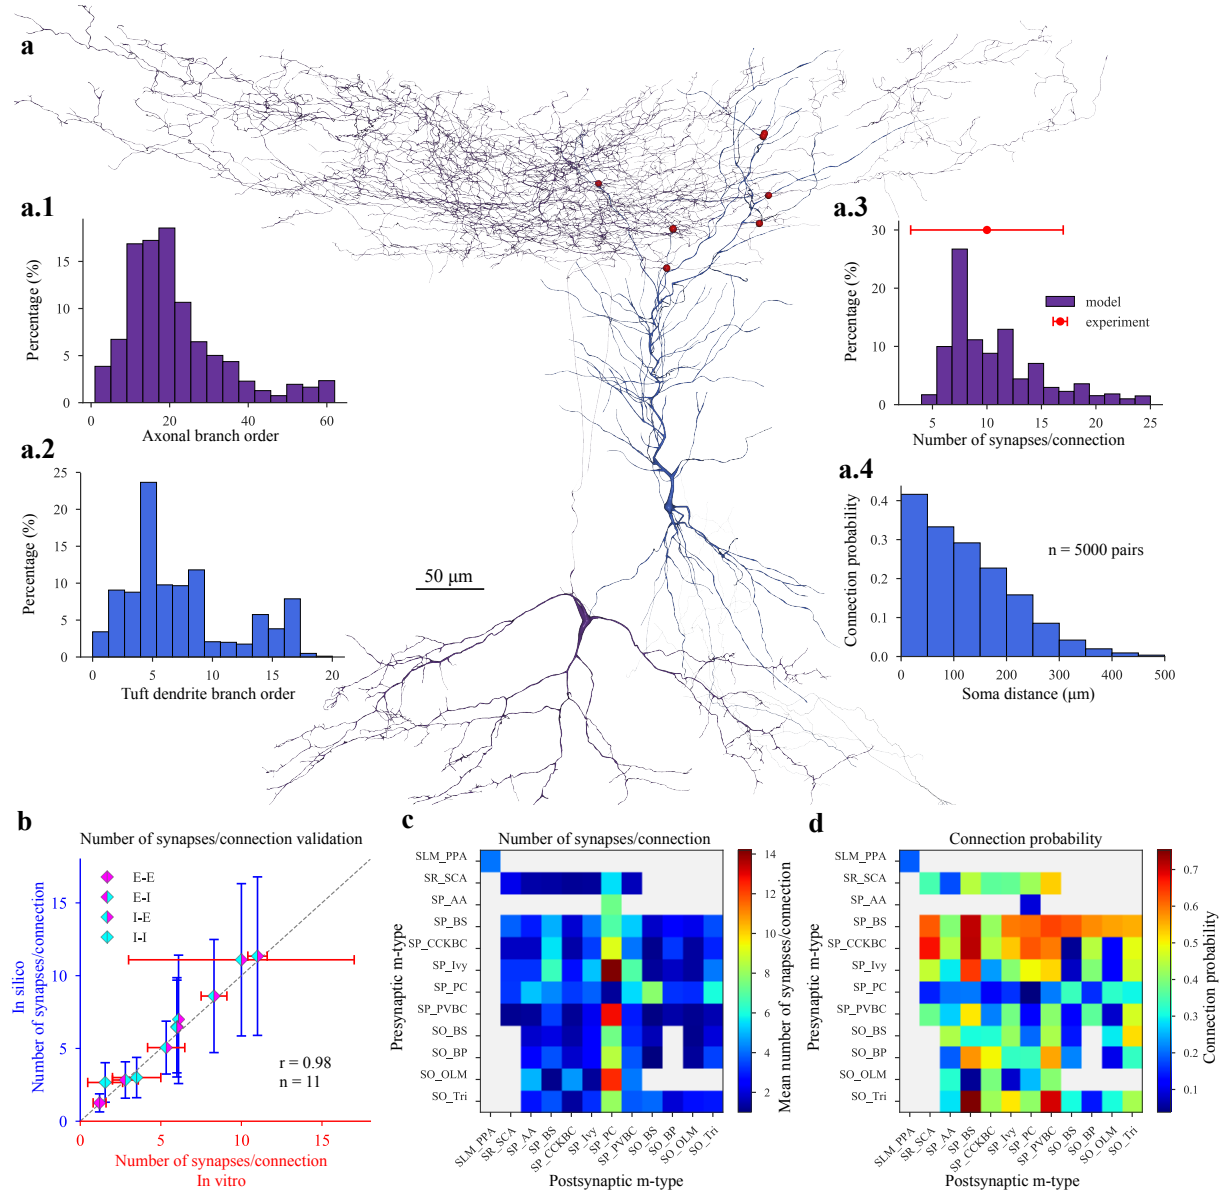 a
a.1
Percentage (%)
15
10
5
0
0 20 40 60
Axonal branch order
a.2
Percentage (%)
25
20
15
10
5
0
0 5 10 15 20
Tuft dendrite branch order
50 μm
a.3
Percentage (%)
30
20
10
0
model
experiment
5 10 15 20 25
Number of synapses/connection
a.4
Connection probability
0.4
0.3
0.2
0.1
0.0
n = 5000 pairs
0 100 200 300 400 500
Soma distance (μm)
b
Number of synapses/connection validation
In silico
Number of synapses/connection
15
10
5
0
E-E
E-I
I-E
I-I
r = 0.98
n = 11
0 5 10 15
Number of synapses/connection
In vitro
c
Number of synapses/connection
Presynaptic m-type
SLM_PPA
SR_SCA
SP_AA
SP_BS
SP_CCKBC
SP_Ivy
SP_PC
SP_PVBC
SO_BS
SO_BP
SO_OLM
SO_Tri
SLM_PPA SR_SCA SP_AA SP_BS SP_CCKBC SP_Ivy SP_PC SP_PVBC SO_BS SO_BP SO_OLM SO_Tri
Postsynaptic m-type
14
12
10
8
6
4
2
Mean number of synapses/connection
d
Connection probability
Presynaptic m-type
SLM_PPA
SR_SCA
SP_AA
SP_BS
SP_CCKBC
SP_Ivy
SP_PC
SP_PVBC
SO_BS
SO_BP
SO_OLM
SO_Tri
SLM_PPA SR_SCA SP_AA SP_BS SP_CCKBC SP_Ivy SP_PC SP_PVBC SO_BS SO_BP SO_OLM SO_Tri
Postsynaptic m-type
0.7
0.6
0.5
0.4
0.3
0.2
0.1
Connection probability